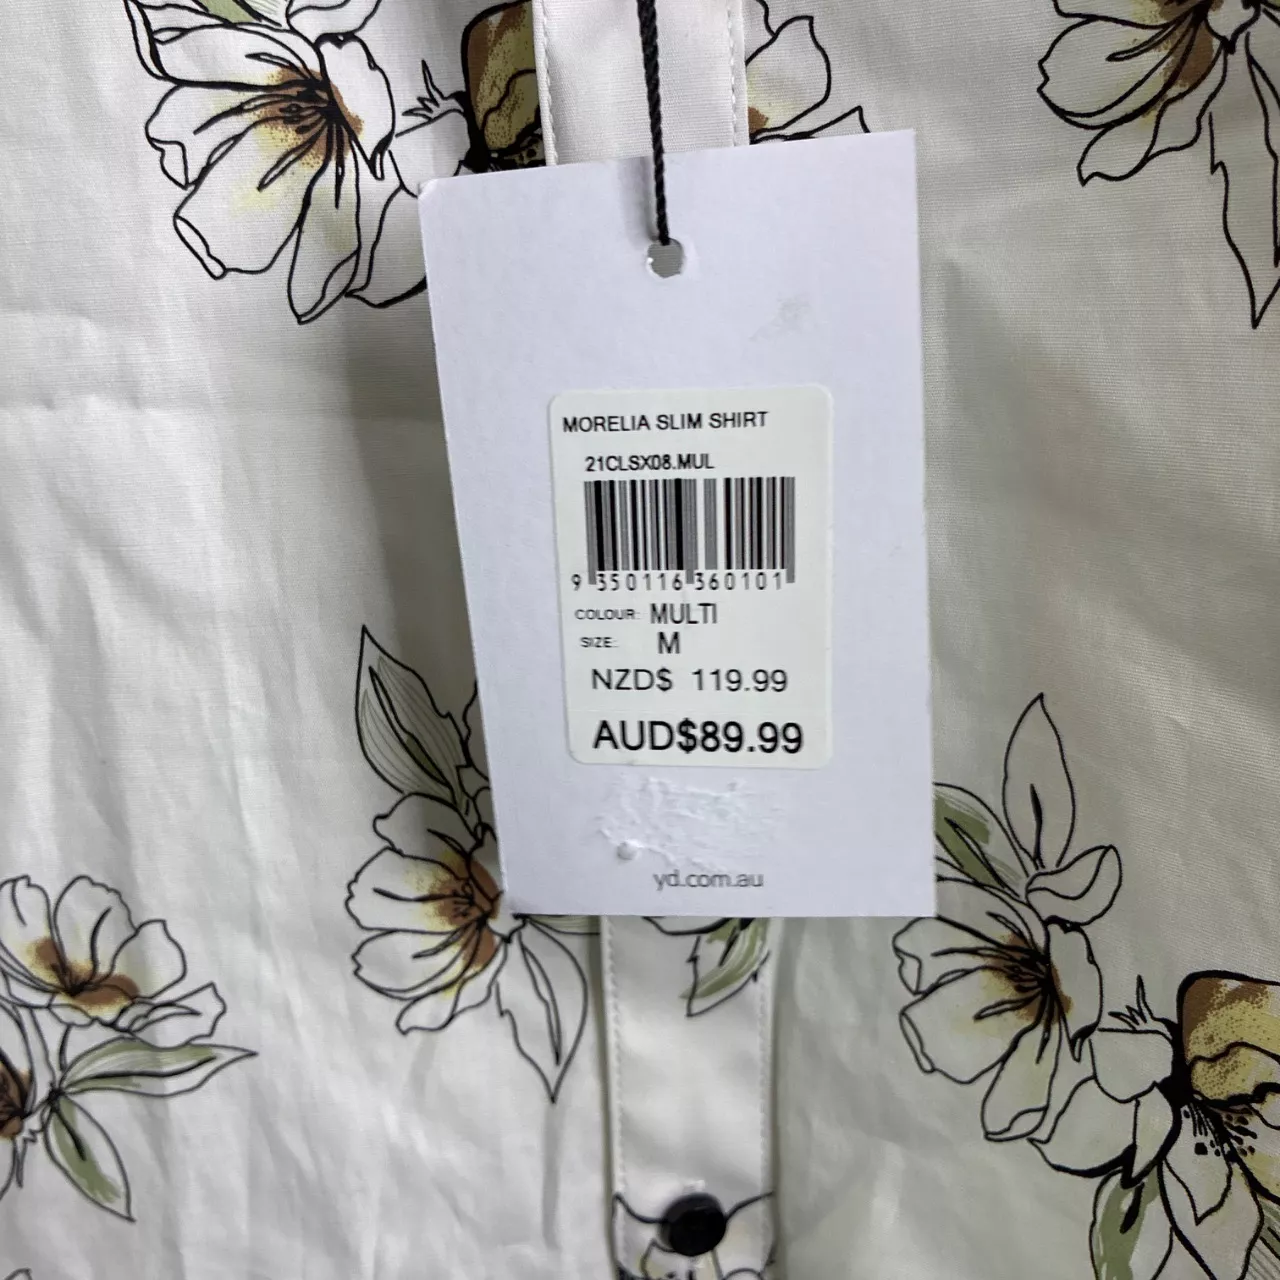 MORELIA SLIM SHIRT
21CLSX08.MUL
9 350116 360101
COLOUR: MULTI
SIZE: M
NZD$ 119.99
AUD$89.99
yd.com.au